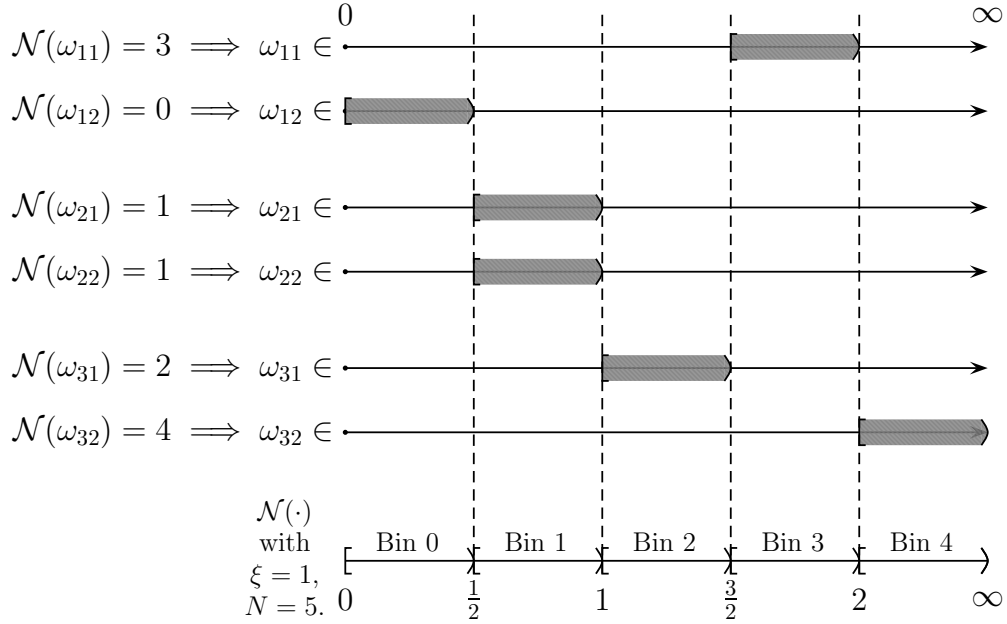 0 ∞
𝒩(ω₁₁) = 3 ⟹ ω₁₁ ∈
𝒩(ω₁₂) = 0 ⟹ ω₁₂ ∈
𝒩(ω₂₁) = 1 ⟹ ω₂₁ ∈
𝒩(ω₂₂) = 1 ⟹ ω₂₂ ∈
𝒩(ω₃₁) = 2 ⟹ ω₃₁ ∈
𝒩(ω₃₂) = 4 ⟹ ω₃₂ ∈
𝒩(·)
with
ξ = 1,
N = 5.
Bin 0 Bin 1 Bin 2 Bin 3 Bin 4
0 1/2 1 3/2 2 ∞